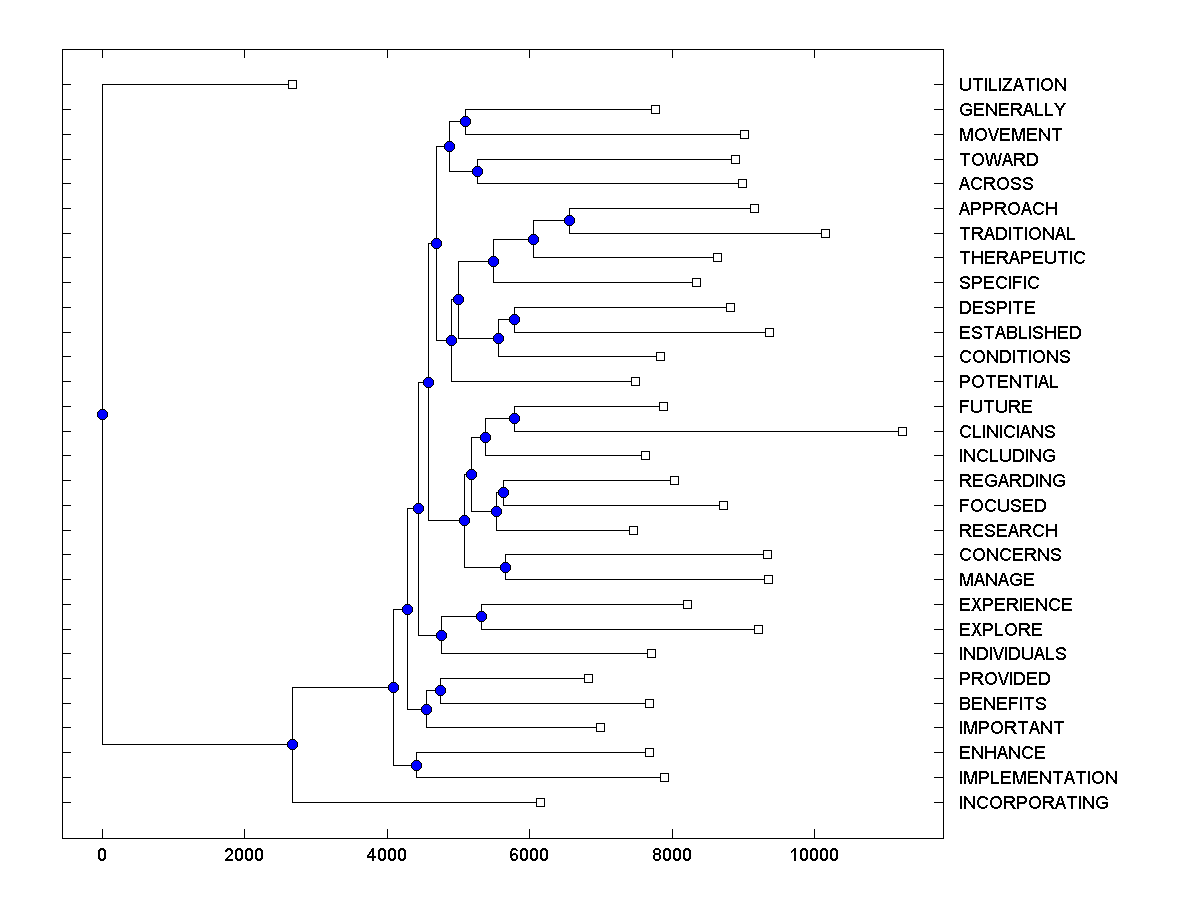 UTILIZATION
GENERALLY
MOVEMENT
TOWARD
ACROSS
APPROACH
TRADITIONAL
THERAPEUTIC
SPECIFIC
DESPITE
ESTABLISHED
CONDITIONS
POTENTIAL
FUTURE
CLINICIANS
INCLUDING
REGARDING
FOCUSED
RESEARCH
CONCERNS
MANAGE
EXPERIENCE
EXPLORE
INDIVIDUALS
PROVIDED
BENEFITS
IMPORTANT
ENHANCE
IMPLEMENTATION
INCORPORATING
0 2000 4000 6000 8000 10000